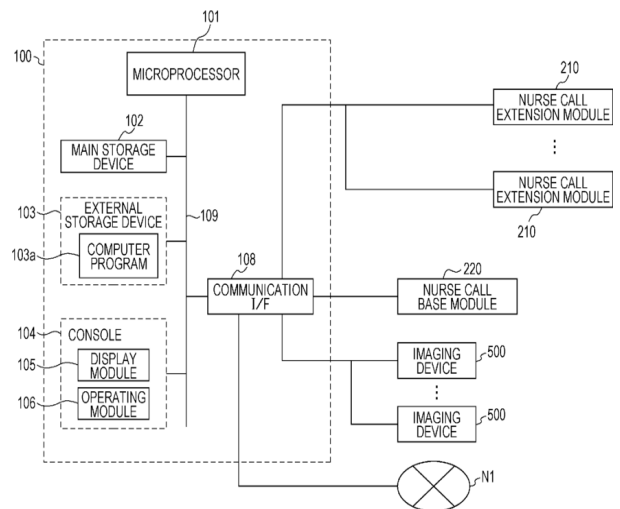 101
100
MICROPROCESSOR
102
MAIN STORAGE
DEVICE
103
EXTERNAL
STORAGE DEVICE
103a
COMPUTER
PROGRAM
109
104
CONSOLE
105
DISPLAY
MODULE
106
OPERATING
MODULE
108
COMMUNICATION
I/F
210
NURSE CALL
EXTENSION MODULE
NURSE CALL
EXTENSION MODULE
210
220
NURSE CALL
BASE MODULE
IMAGING
DEVICE
500
IMAGING
DEVICE
500
N1